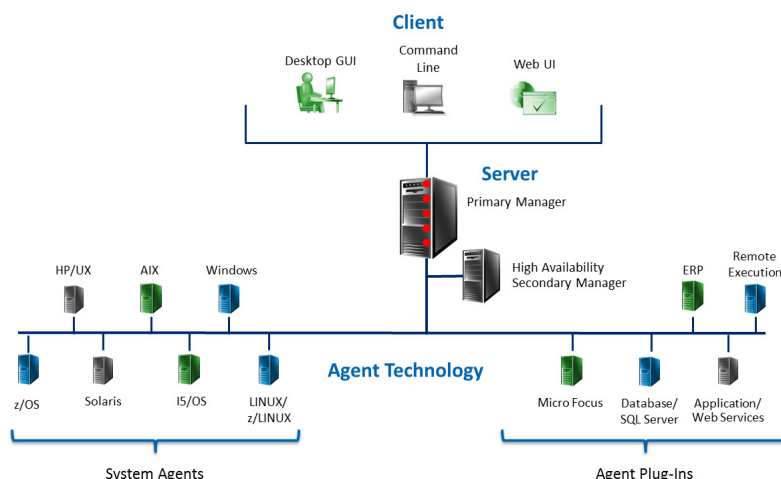 Client
Desktop GUI
Command
Line
Web UI
Server
Primary Manager
High Availability
Secondary Manager
HP/UX
AIX
Windows
ERP
Remote
Execution
Agent Technology
z/OS
Solaris
I5/OS
LINUX/
z/LINUX
Micro Focus
Database/
SQL Server
Application/
Web Services
System Agents
Agent Plug-Ins